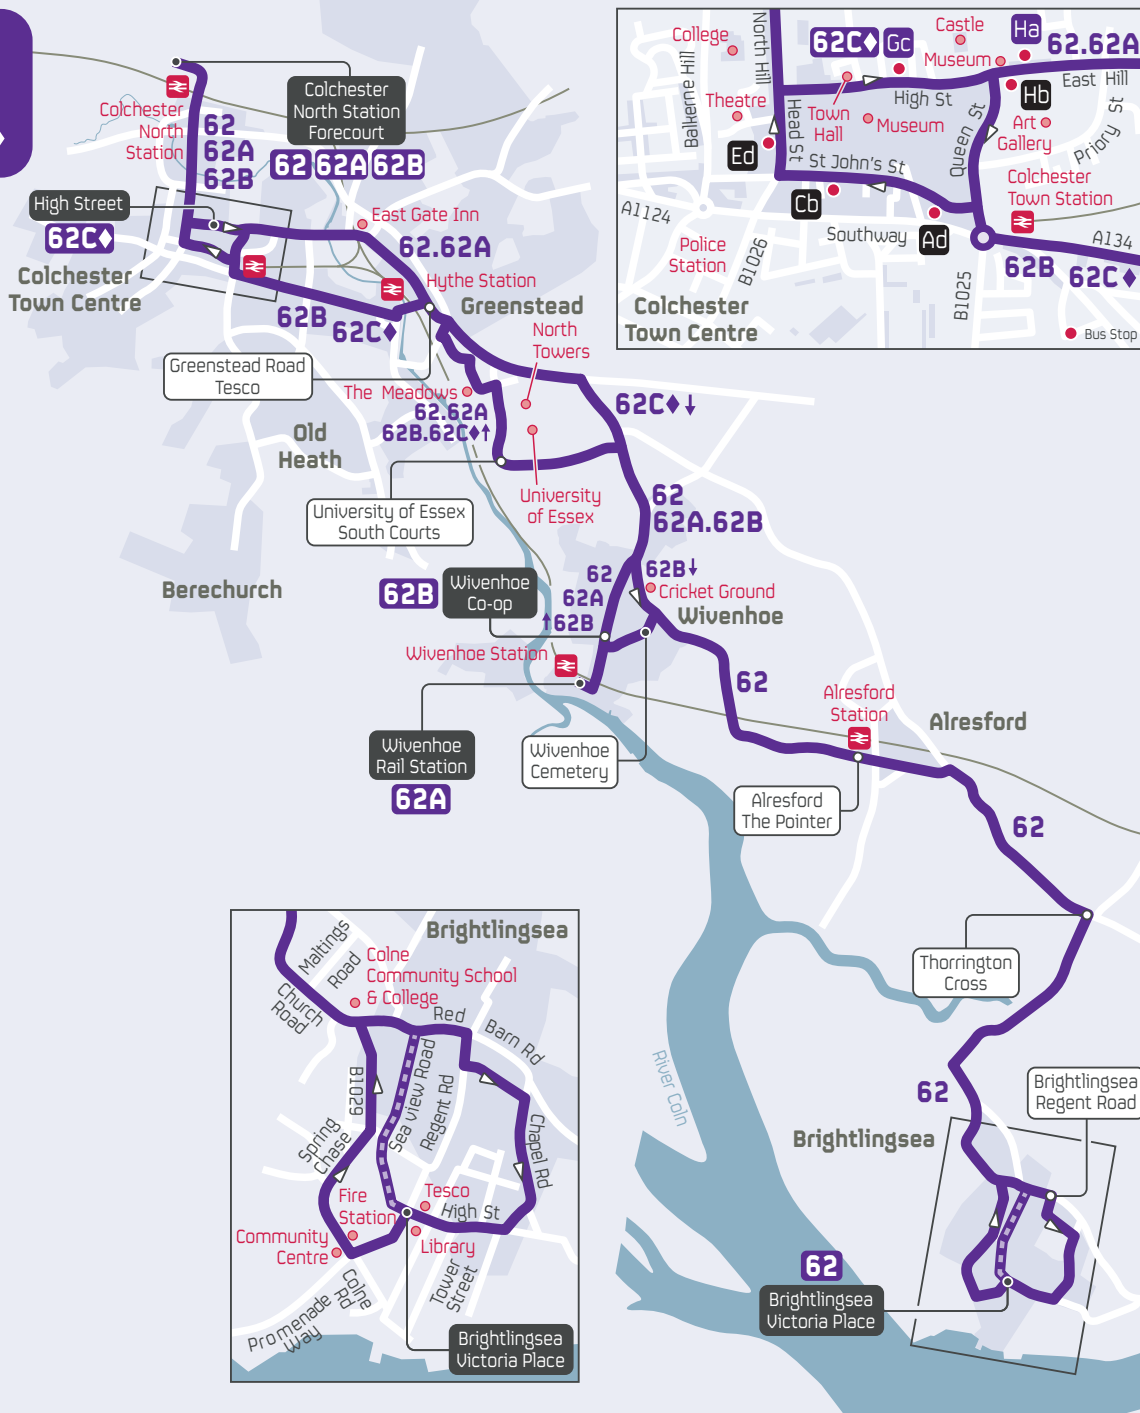 Colchester
North
Station
62
62A
62B
Colchester
North Station
Forecourt
62 62A 62B
High Street
62C♦
Colchester
Town Centre
East Gate Inn
62.62A
Hythe Station
Greenstead
62B
62C♦
North
Towers
Greenstead Road
Tesco
The Meadows
62.62A
62B.62C♦↑
62C♦↓
Old
Heath
University of Essex
South Courts
University
of Essex
62
62A.62B
Berechurch
62B
Wivenhoe
Co-op
62
62A
↑62B
62B↓
Cricket Ground
Wivenhoe
Wivenhoe Station
62
Wivenhoe
Rail Station
62A
Wivenhoe
Cemetery
Alresford
Station
Alresford
Alresford
The Pointer
62
Thorrington
Cross
River Coln
62
Brightlingsea
Regent Road
Brightlingsea
62
Brightlingsea
Victoria Place
College
North Hill
Balkerne Hill
62C♦ Gc
Castle
Museum
Ha
62.62A
East Hill
Hb
High St
Theatre
Town
Hall
Museum
Head St
Queen St
Art
Gallery
Priory St
Ed
St John's St
Cb
Colchester
Town Station
A1124
Southway
Ad
A134
Police
Station
B1026
B1025
62B
62C♦
Colchester
Town Centre
Bus Stop
Brightlingsea
Maltings
Road
Colne
Community School
& College
Church
Road
Red
Barn Rd
B1029
Sea view Road
Regent Rd
Chapel Rd
Spring
Chase
Fire
Station
Tesco
High St
Community
Centre
Library
Colne
Rd
Tower
Street
Promenade
Way
Brightlingsea
Victoria Place